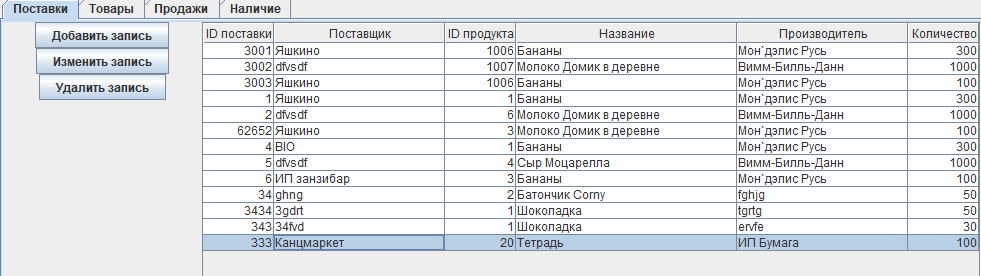 Поставки Товары Продажи Наличие
Добавить запись
Изменить запись
Удалить запись
ID поставки Поставщик ID продукта Название Производитель Количество
3001 Яшкино 1006 Бананы Мон`дэлис Русь 300
3002 dfvsdf 1007 Молоко Домик в деревне Вимм-Билль-Данн 1000
3003 Яшкино 1006 Бананы Мон`дэлис Русь 100
1 Яшкино 1 Бананы Мон`дэлис Русь 300
2 dfvsdf 6 Молоко Домик в деревне Вимм-Билль-Данн 1000
62652 Яшкино 3 Молоко Домик в деревне Мон`дэлис Русь 100
4 BIO 1 Бананы Мон`дэлис Русь 300
5 dfvsdf 4 Сыр Моцарелла Вимм-Билль-Данн 1000
6 ИП занзибар 3 Бананы Мон`дэлис Русь 100
34 ghng 2 Батончик Corny fghjg 50
3434 3gdrt 1 Шоколадка tgrtg 50
343 34fvd 1 Шоколадка ervfe 30
333 Канцмаркет 20 Тетрадь ИП Бумага 100